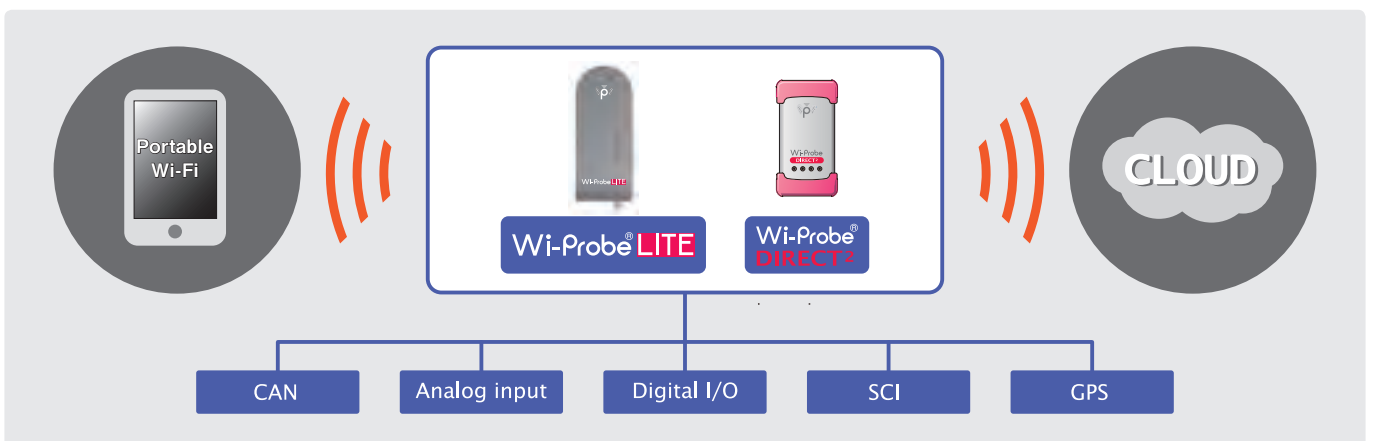 Portable
Wi-Fi
Wi-Probe LITE
Wi-Probe
DIRECT Z
CLOUD
Wi-Probe® LITE
Wi-Probe®
DIRECT Z
CAN
Analog input
Digital I/O
SCI
GPS